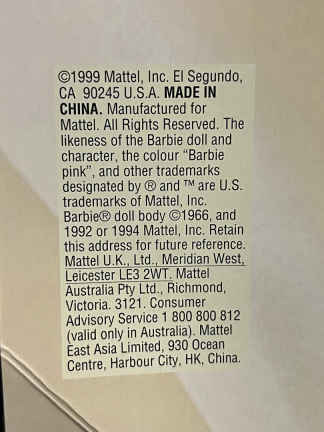 ©1999 Mattel, Inc. El Segundo,
CA 90245 U.S.A. MADE IN
CHINA. Manufactured for
Mattel. All Rights Reserved. The
likeness of the Barbie doll and
character, the colour “Barbie
pink”, and other trademarks
designated by ® and ™ are U.S.
trademarks of Mattel, Inc.
Barbie® doll body ©1966, and
1992 or 1994 Mattel, Inc. Retain
this address for future reference.
Mattel U.K., Ltd., Meridian West,
Leicester LE3 2WT. Mattel
Australia Pty Ltd., Richmond,
Victoria. 3121. Consumer
Advisory Service 1 800 800 812
(valid only in Australia). Mattel
East Asia Limited, 930 Ocean
Centre, Harbour City, HK, China.